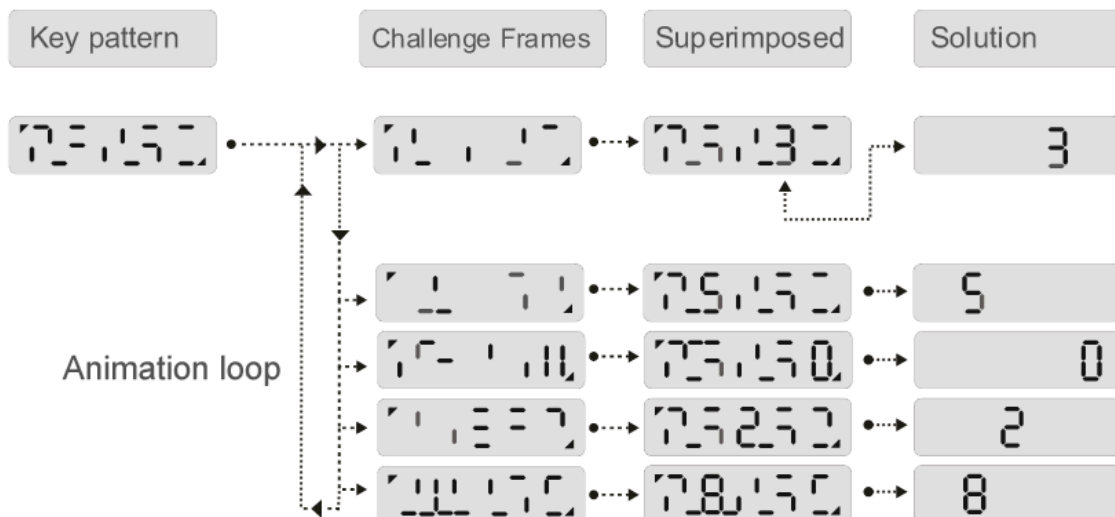 Key pattern
Challenge Frames
Superimposed
Solution
3
5
Animation loop
0
2
8